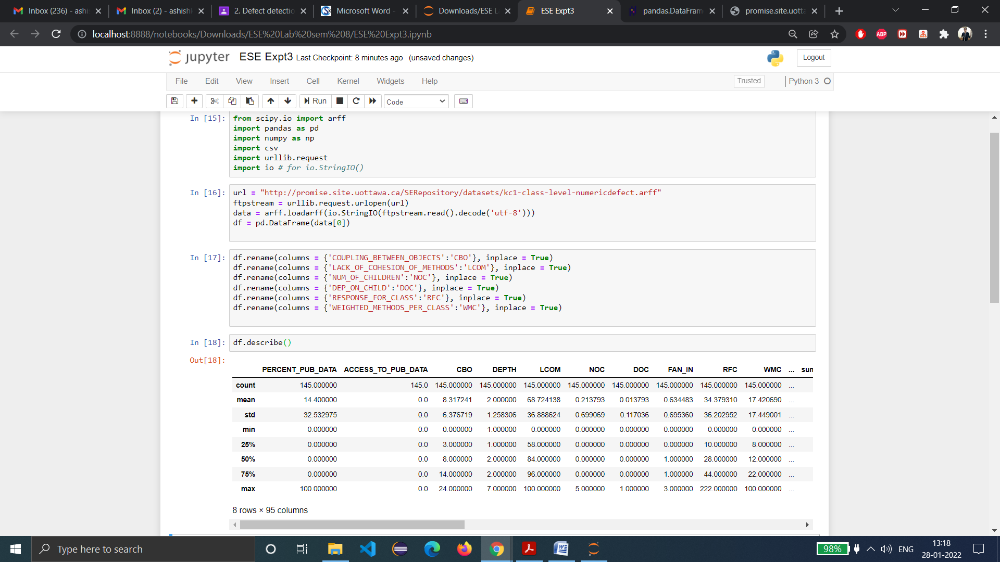 Inbox (236) - ashi
Inbox (2) - ashish
2. Defect detectio
Microsoft Word -
Downloads/ESE L
ESE Expt3
pandas.DataFram
promise.site.uotta
localhost:8888/notebooks/Downloads/ESE%20Lab%20sem%208/ESE%20Expt3.ipynb
ABP
jupyter ESE Expt3 Last Checkpoint: 8 minutes ago (unsaved changes)
Logout
File Edit View Insert Cell Kernel Widgets Help
Trusted
Python 3
Run
Code
In [15]: from scipy.io import arff
import pandas as pd
import numpy as np
import csv
import urllib.request
import io # for io.StringIO()
In [16]: url = "http://promise.site.uottawa.ca/SERepository/datasets/kc1-class-level-numericdefect.arff"
ftpstream = urllib.request.urlopen(url)
data = arff.loadarff(io.StringIO(ftpstream.read().decode('utf-8')))
df = pd.DataFrame(data[0])
In [17]: df.rename(columns = {'COUPLING_BETWEEN_OBJECTS':'CBO'}, inplace = True)
df.rename(columns = {'LACK_OF_COHESION_OF_METHODS':'LCOM'}, inplace = True)
df.rename(columns = {'NUM_OF_CHILDREN':'NOC'}, inplace = True)
df.rename(columns = {'DEP_ON_CHILD':'DOC'}, inplace = True)
df.rename(columns = {'RESPONSE_FOR_CLASS':'RFC'}, inplace = True)
df.rename(columns = {'WEIGHTED_METHODS_PER_CLASS':'WMC'}, inplace = True)
In [18]: df.describe()
Out[18]:
PERCENT_PUB_DATA ACCESS_TO_PUB_DATA CBO DEPTH LCOM NOC DOC FAN_IN RFC WMC ... sum
count 145.000000 145.0 145.000000 145.000000 145.000000 145.000000 145.000000 145.000000 145.000000 145.000000 ...
mean 14.400000 0.0 8.317241 2.000000 68.724138 0.213793 0.013793 0.634483 34.379310 17.420690 ...
std 32.532975 0.0 6.376719 1.258306 36.888624 0.699069 0.117036 0.695360 36.202952 17.449001 ...
min 0.000000 0.0 0.000000 1.000000 0.000000 0.000000 0.000000 0.000000 0.000000 0.000000 ...
25% 0.000000 0.0 3.000000 1.000000 58.000000 0.000000 0.000000 0.000000 10.000000 8.000000 ...
50% 0.000000 0.0 8.000000 2.000000 84.000000 0.000000 0.000000 1.000000 28.000000 12.000000 ...
75% 0.000000 0.0 14.000000 2.000000 96.000000 0.000000 0.000000 1.000000 44.000000 22.000000 ...
max 100.000000 0.0 24.000000 7.000000 100.000000 5.000000 1.000000 3.000000 222.000000 100.000000 ...
8 rows × 95 columns
Type here to search
98%
ENG
13:18
28-01-2022